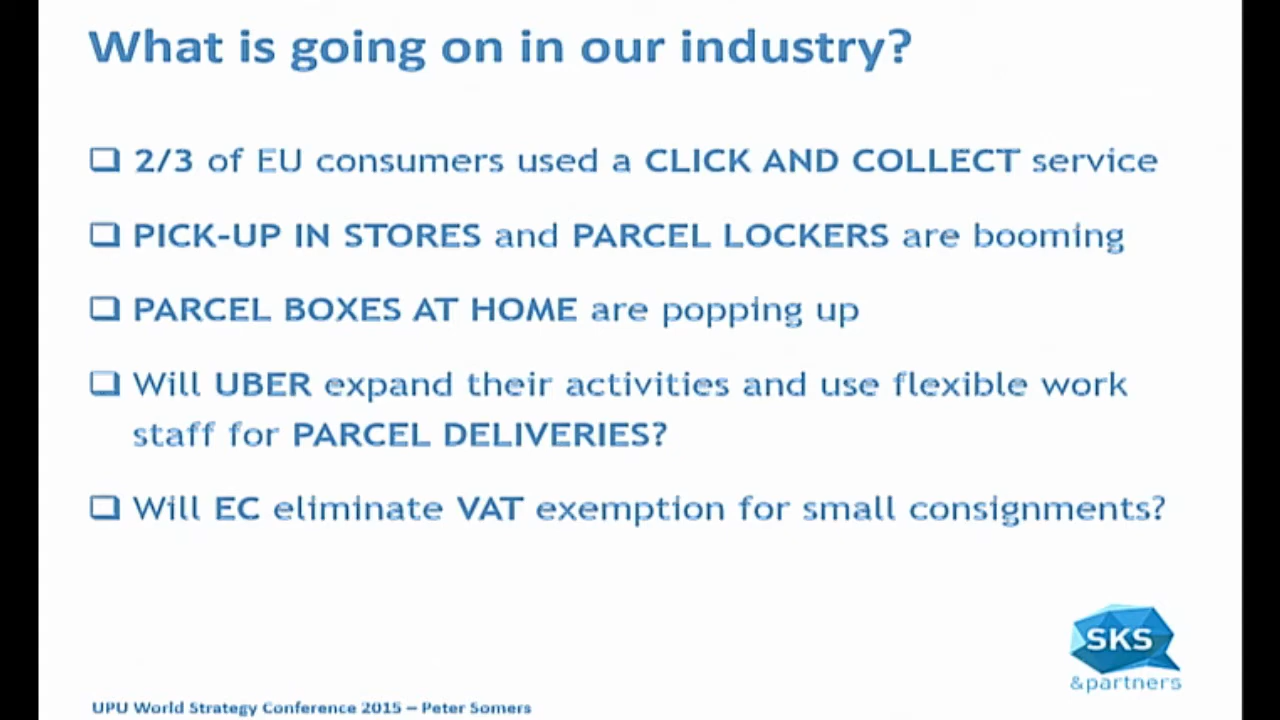 What is going on in our industry?
2/3 of EU consumers used a CLICK AND COLLECT service
PICK-UP IN STORES and PARCEL LOCKERS are booming
PARCEL BOXES AT HOME are popping up
Will UBER expand their activities and use flexible work
staff for PARCEL DELIVERIES?
Will EC eliminate VAT exemption for small consignments?
SKS
&partners
UPU World Strategy Conference 2015 – Peter Somers